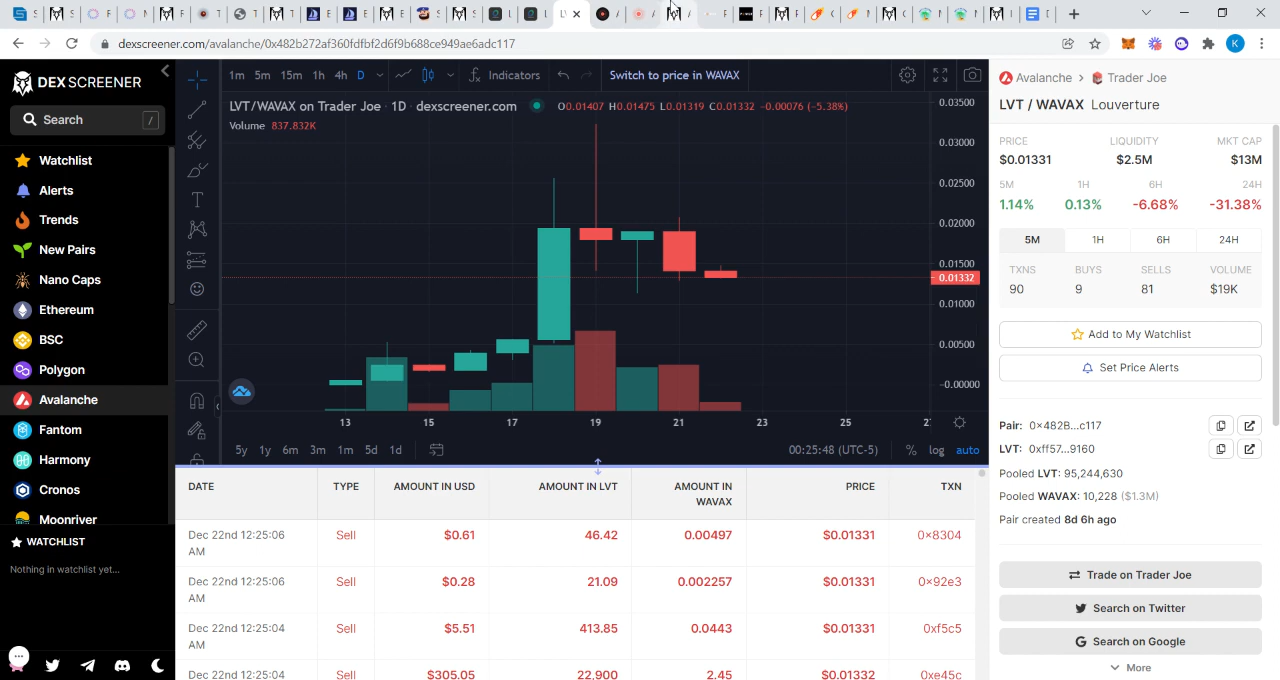 dexscreener.com/avalanche/0x482b272af360fdfbf2d6f9b688ce949ae6adc117
K
DEX SCREENER
Search
/
Watchlist
Alerts
Trends
New Pairs
Nano Caps
Ethereum
BSC
Polygon
Avalanche
Fantom
Harmony
Cronos
Moonriver
WATCHLIST
Nothing in watchlist yet...
1m 5m 15m 1h 4h D
Indicators
Switch to price in WAVAX
LVT/WAVAX on Trader Joe · 1D · dexscreener.com
O0.01407 H0.01475 L0.01319 C0.01332 -0.00076 (-5.38%)
Volume 837.832K
0.03500
0.03000
0.02500
0.02000
0.01500
0.01332
0.01000
0.00500
-0.00000
13 15 17 19 21 23 25
5y 1y 6m 3m 1m 5d 1d
00:25:48 (UTC-5)
% log auto
DATE TYPE AMOUNT IN USD AMOUNT IN LVT AMOUNT IN WAVAX PRICE TXN
Dec 22nd 12:25:06 AM Sell $0.61 46.42 0.00497 $0.01331 0×8304
Dec 22nd 12:25:06 AM Sell $0.28 21.09 0.002257 $0.01331 0×92e3
Dec 22nd 12:25:04 AM Sell $5.51 413.85 0.0443 $0.01331 0xf5c5
Dec 22nd 12:25:04 Sell $305.05 22,900 2.45 $0.01332 0xe45c
Avalanche > Trader Joe
LVT / WAVAX Louverture
PRICE LIQUIDITY MKT CAP
$0.01331 $2.5M $13M
5M 1H 6H 24H
1.14% 0.13% -6.68% -31.38%
5M 1H 6H 24H
TXNS BUYS SELLS VOLUME
90 9 81 $19K
Add to My Watchlist
Set Price Alerts
Pair: 0×482B...c117
LVT: 0xff57...9160
Pooled LVT: 95,244,630
Pooled WAVAX: 10,228 ($1.3M)
Pair created 8d 6h ago
Trade on Trader Joe
Search on Twitter
Search on Google
More